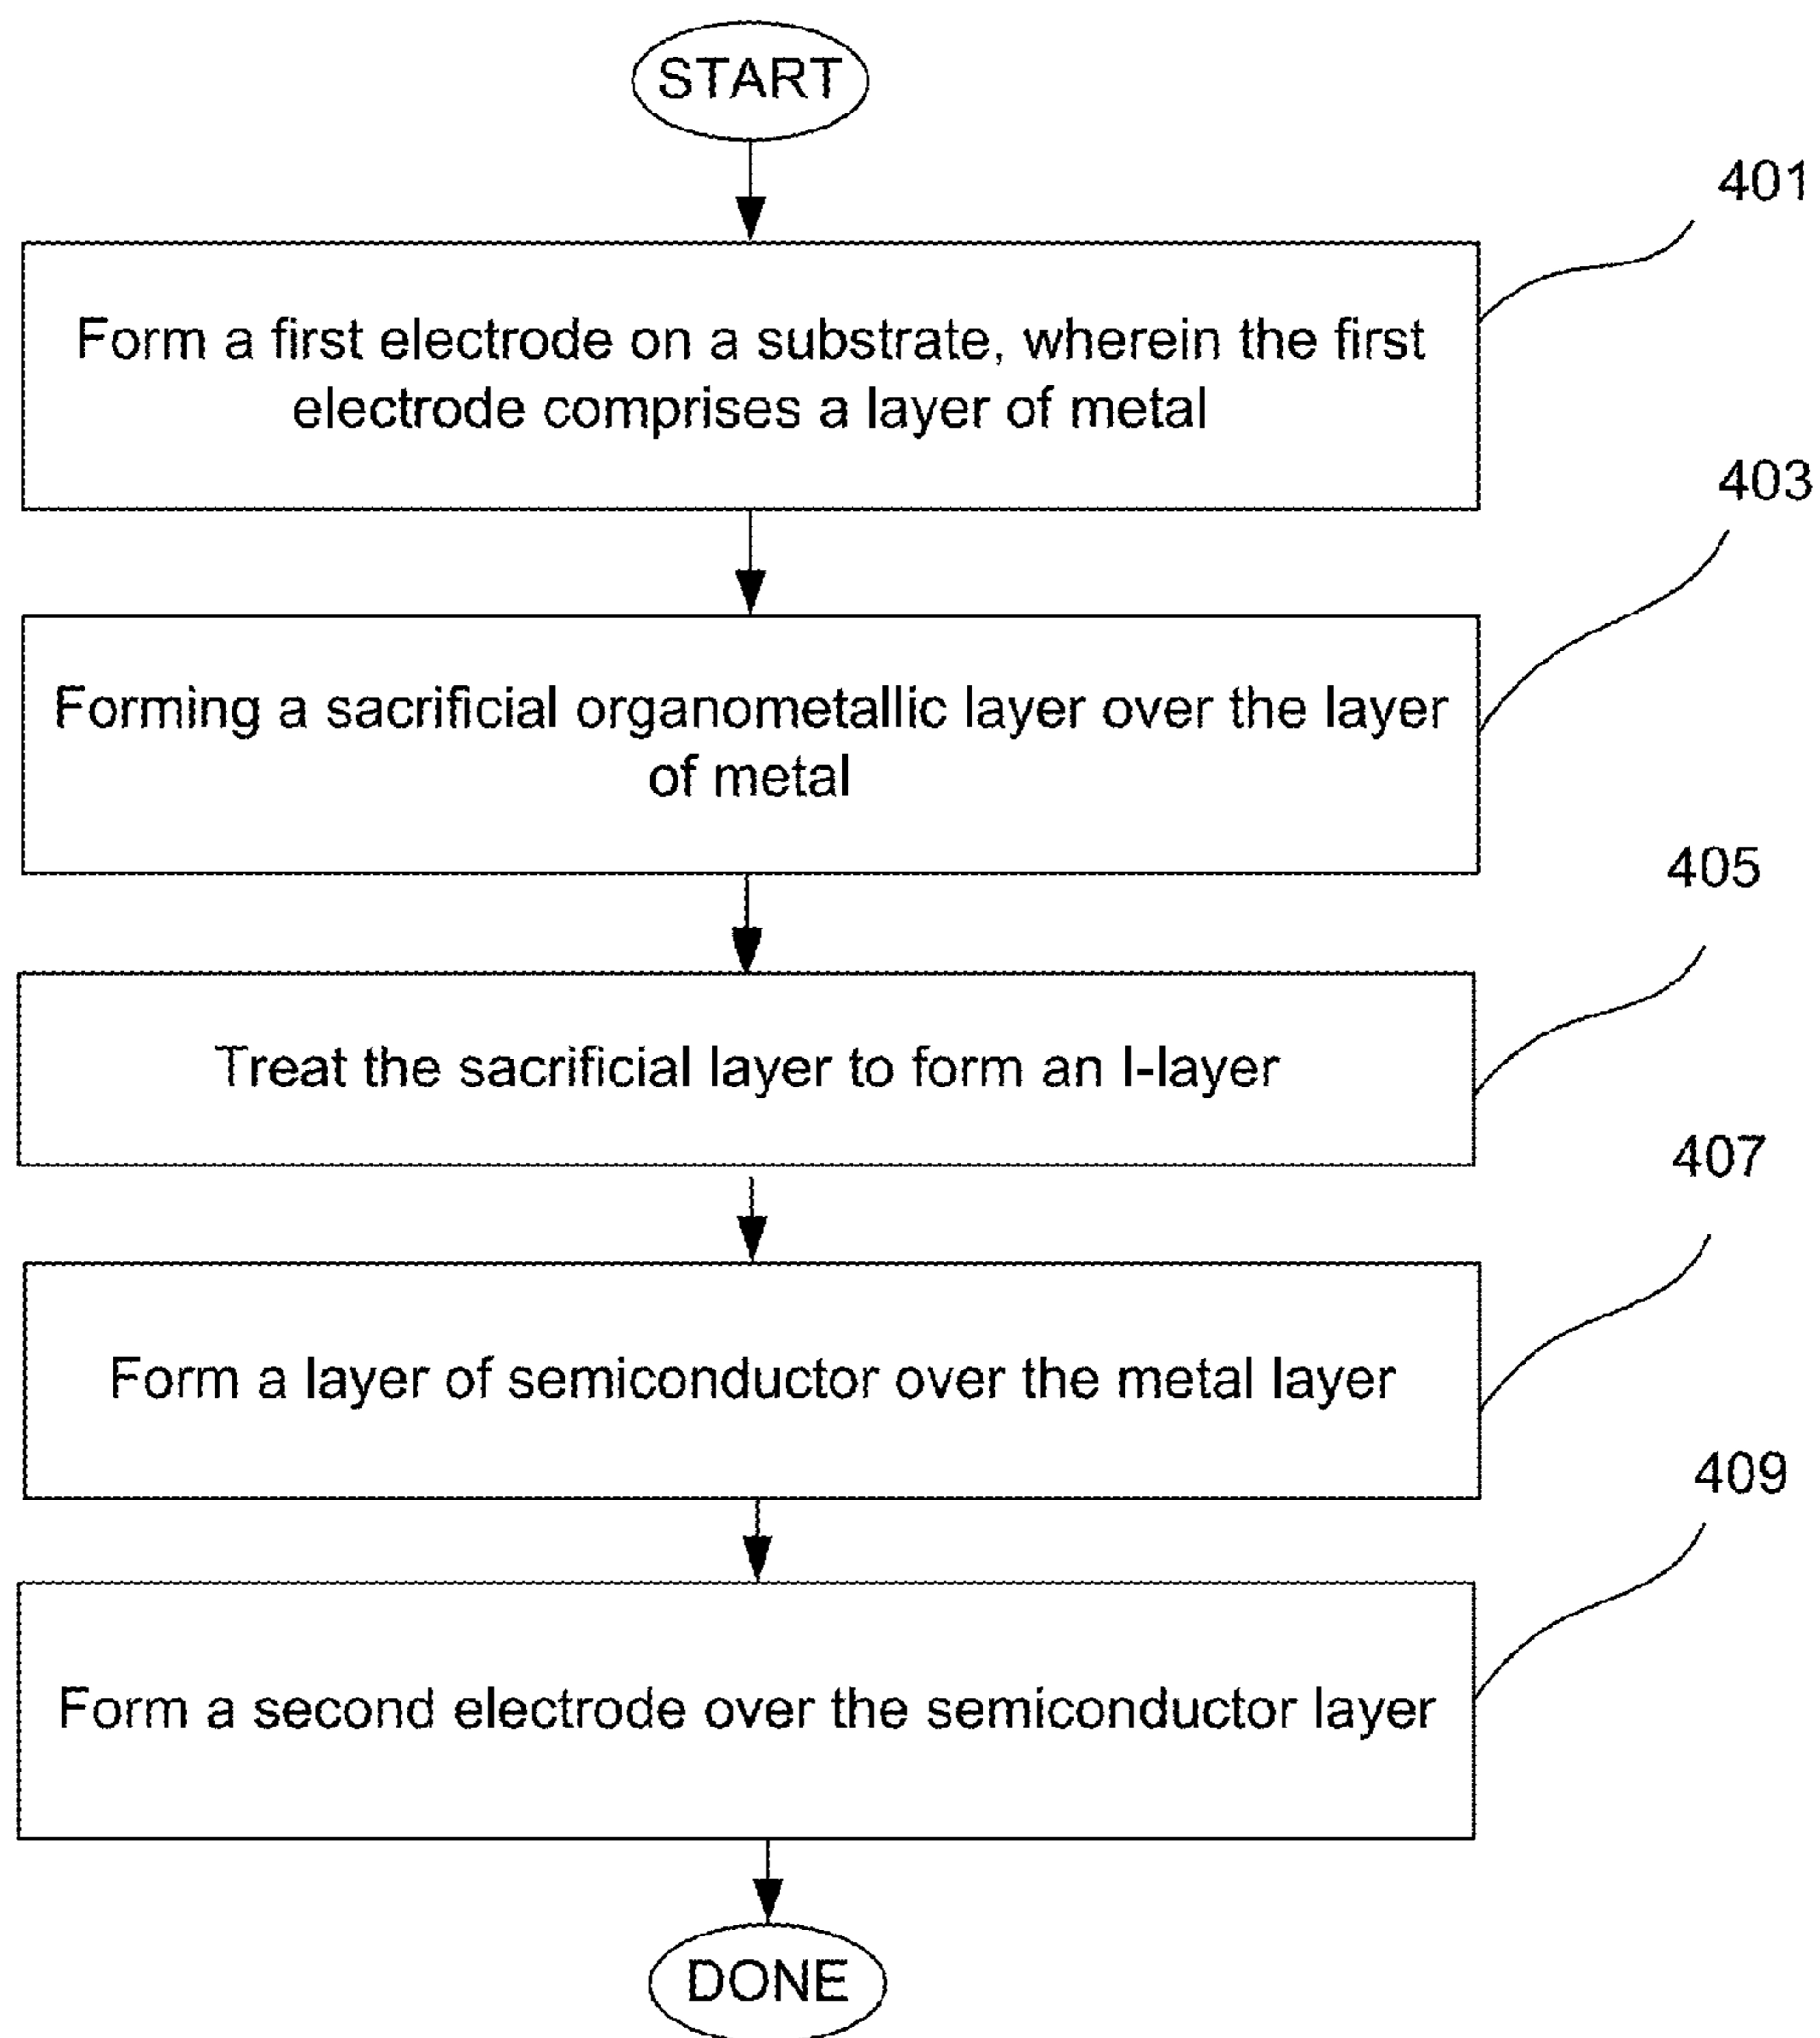 START
401
Form a first electrode on a substrate, wherein the first
electrode comprises a layer of metal
403
Forming a sacrificial organometallic layer over the layer
of metal
405
Treat the sacrificial layer to form an I-layer
407
Form a layer of semiconductor over the metal layer
409
Form a second electrode over the semiconductor layer
DONE